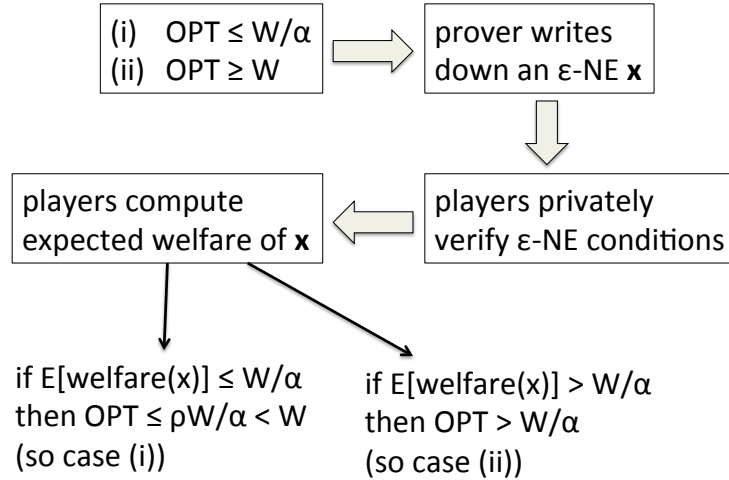 (i) OPT ≤ W/α
(ii) OPT ≥ W
prover writes
down an ε-NE x
players privately
verify ε-NE conditions
players compute
expected welfare of x
if E[welfare(x)] ≤ W/α
then OPT ≤ ρW/α < W
(so case (i))
if E[welfare(x)] > W/α
then OPT > W/α
(so case (ii))